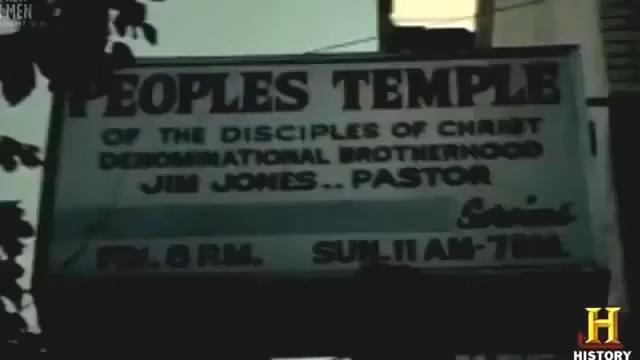 PEOPLES TEMPLE
OF THE DISCIPLES OF CHRIST
DENOMINATIONAL BROTHERHOOD
JIM JONES.. PASTOR
Services
FRI. 8 P.M. SUN. 11 AM-7 P.M.
H
HISTORY